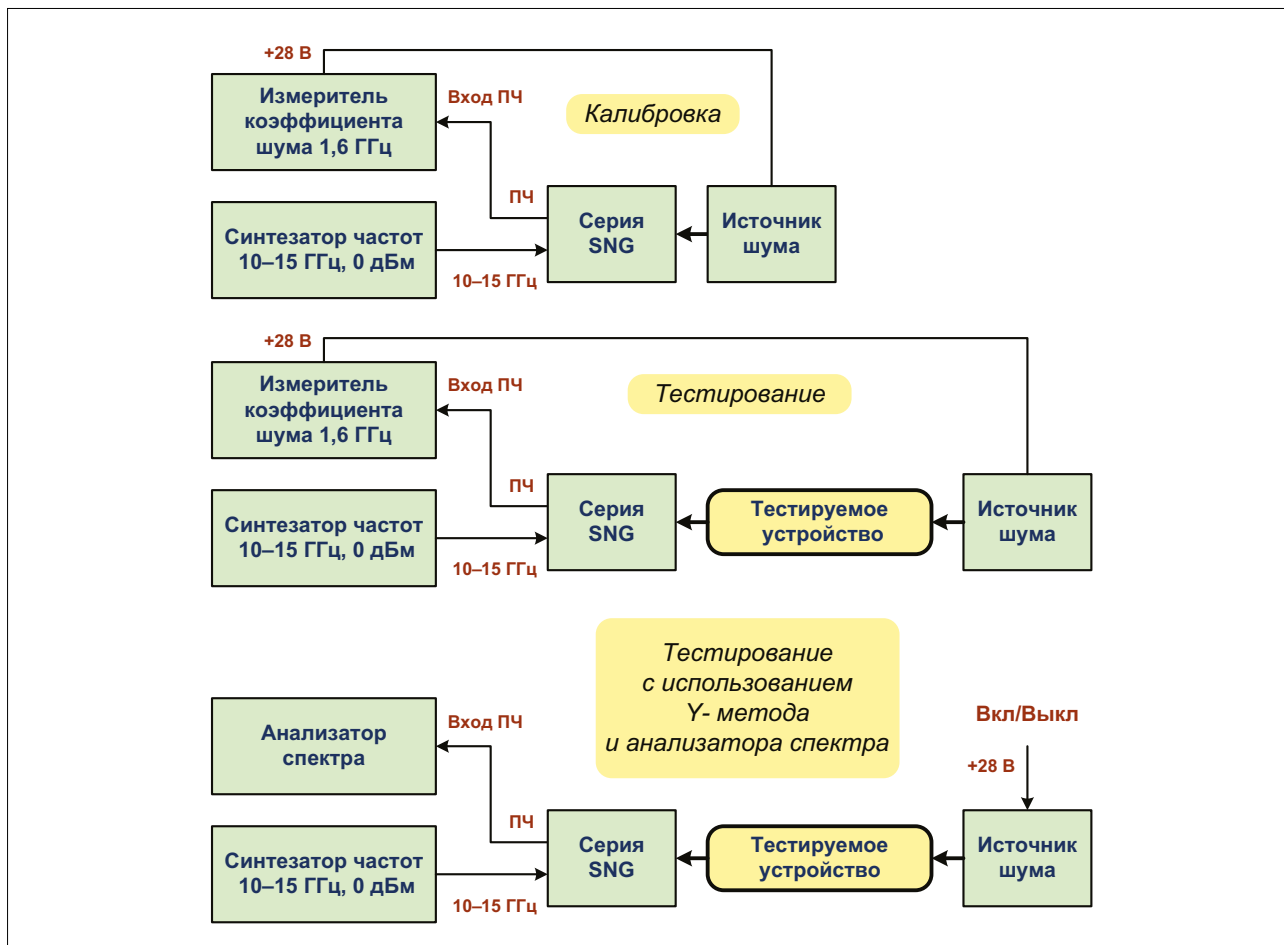 +28 В
Измеритель
коэффициента
шума 1,6 ГГц
Вход ПЧ
Калибровка
ПЧ
Синтезатор частот
10–15 ГГц, 0 дБм
10–15 ГГц
Серия
SNG
Источник
шума
+28 В
Измеритель
коэффициента
шума 1,6 ГГц
Вход ПЧ
Тестирование
ПЧ
Синтезатор частот
10–15 ГГц, 0 дБм
10–15 ГГц
Серия
SNG
Тестируемое
устройство
Источник
шума
Тестирование
с использованием
Y- метода
и анализатора спектра
Анализатор
спектра
Вход ПЧ
Вкл/Выкл
+28 В
ПЧ
Синтезатор частот
10–15 ГГц, 0 дБм
10–15 ГГц
Серия
SNG
Тестируемое
устройство
Источник
шума